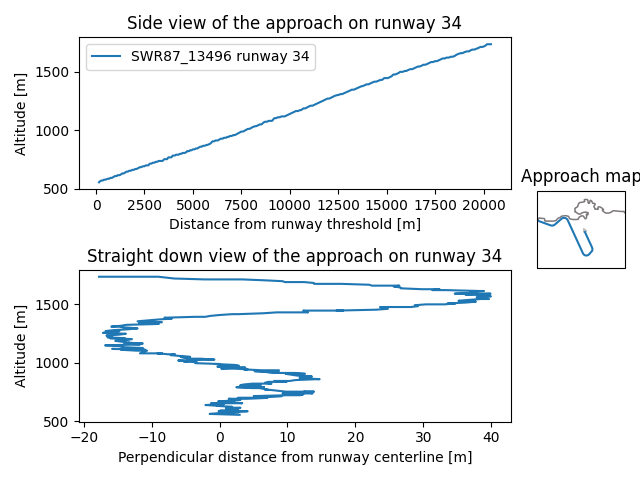 Side view of the approach on runway 34
SWR87_13496 runway 34
Altitude [m]
1500
1000
500
0
2500
5000
7500
10000
12500
15000
17500
20000
Distance from runway threshold [m]
Approach map
Straight down view of the approach on runway 34
Altitude [m]
1500
1000
500
−20
−10
0
10
20
30
40
Perpendicular distance from runway centerline [m]